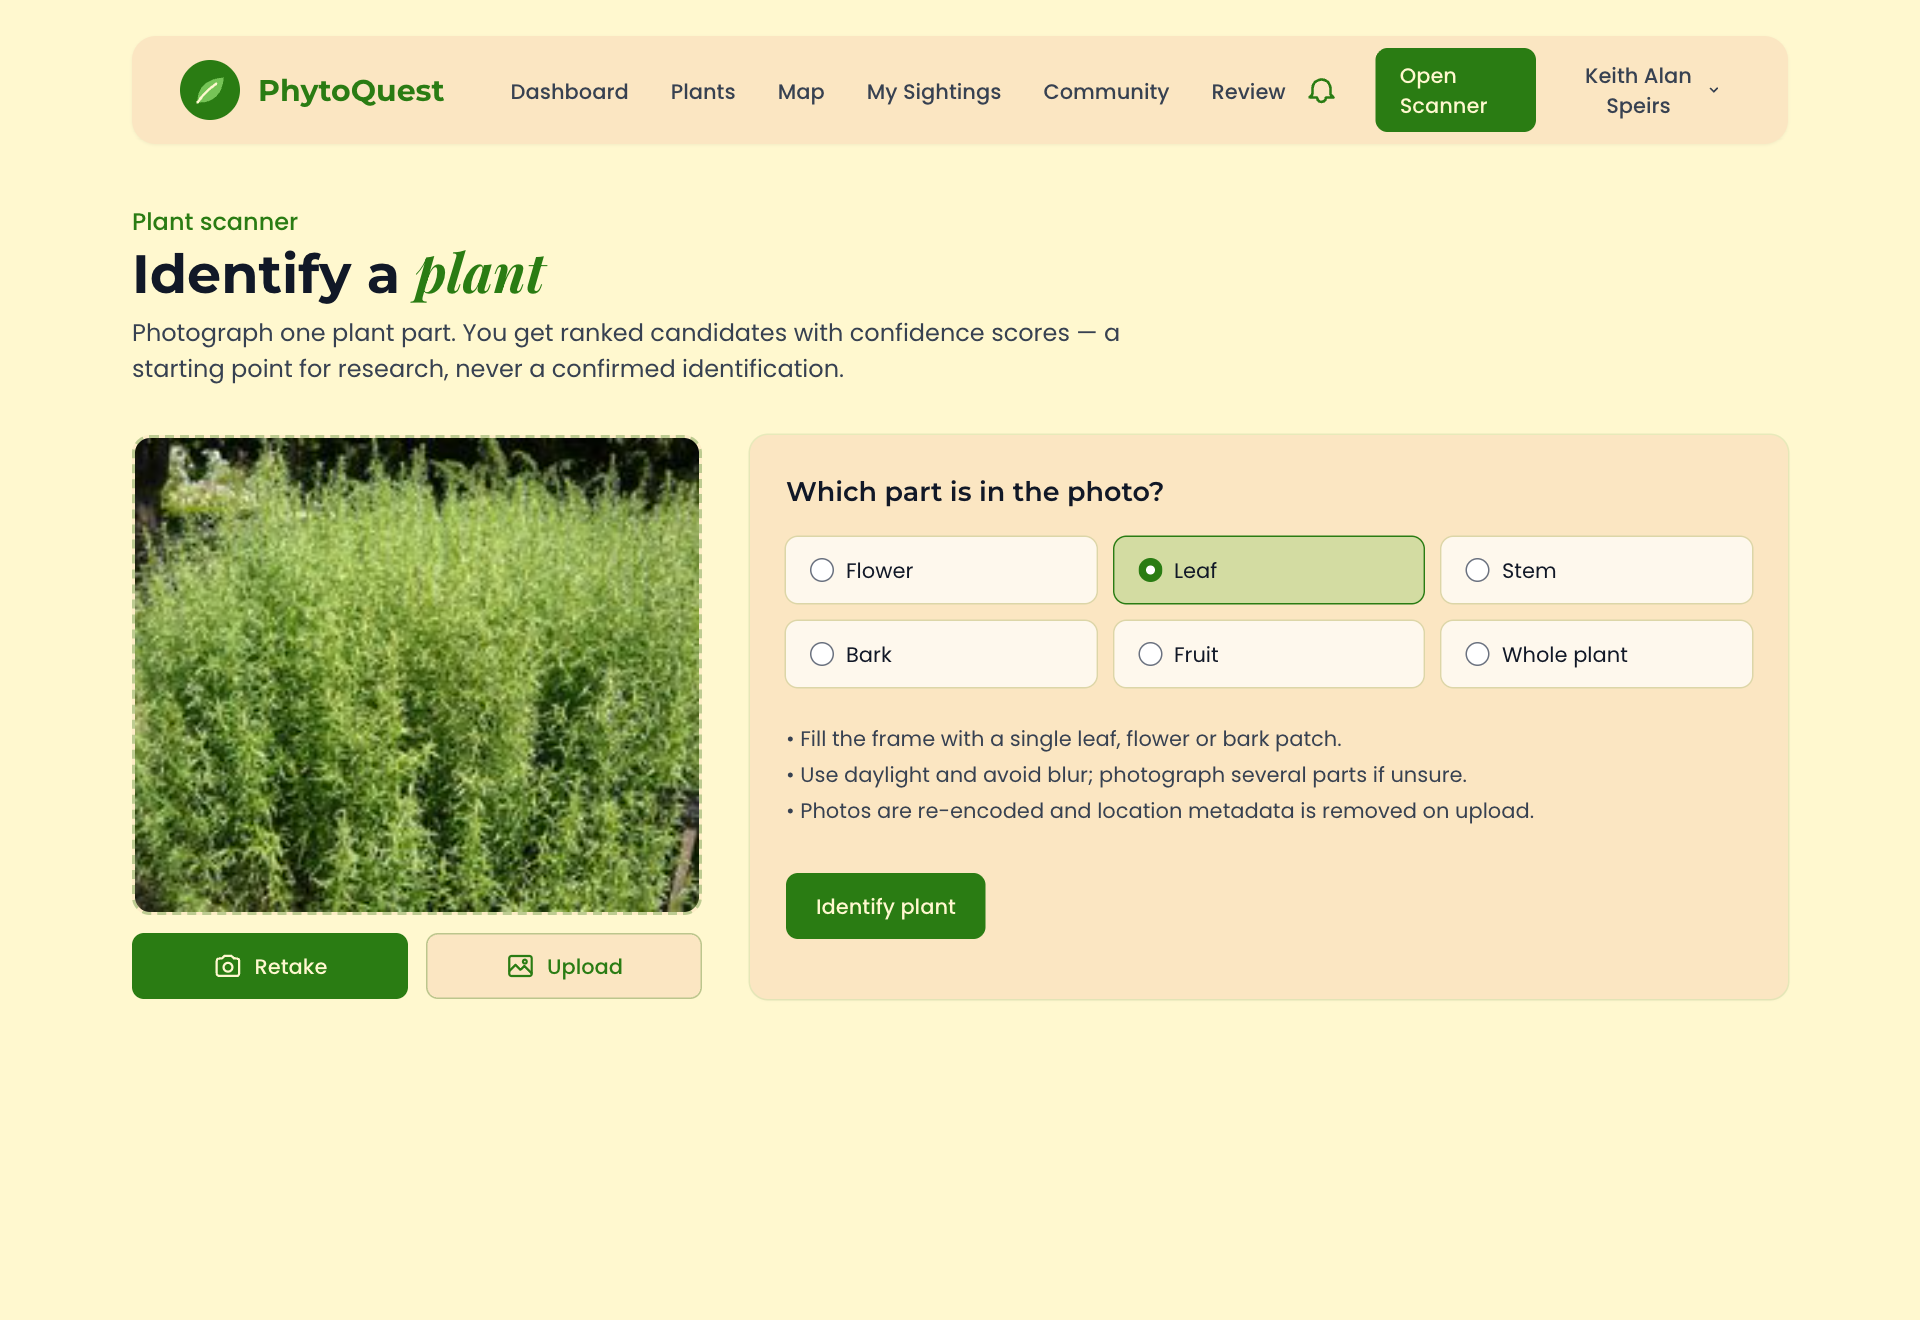 PhytoQuest
Dashboard
Plants
Map
My Sightings
Community
Review
Open
Scanner
Keith Alan
Speirs
Plant scanner
Identify a plant
Photograph one plant part. You get ranked candidates with confidence scores — a
starting point for research, never a confirmed identification.
Which part is in the photo?
Flower
Leaf
Stem
Bark
Fruit
Whole plant
• Fill the frame with a single leaf, flower or bark patch.
• Use daylight and avoid blur; photograph several parts if unsure.
• Photos are re-encoded and location metadata is removed on upload.
Identify plant
Retake
Upload